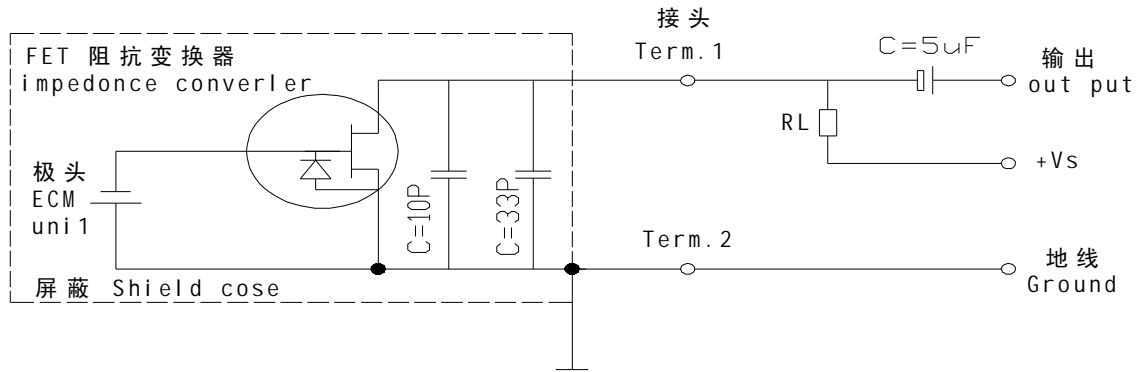 接头
Term.1
FET 阻抗变换器
impedonce converler
C=5uF
输出
out put
RL
+Vs
极头
ECM
uni1
C=10P
C=33P
Term.2
地线
Ground
屏蔽 Shield cose